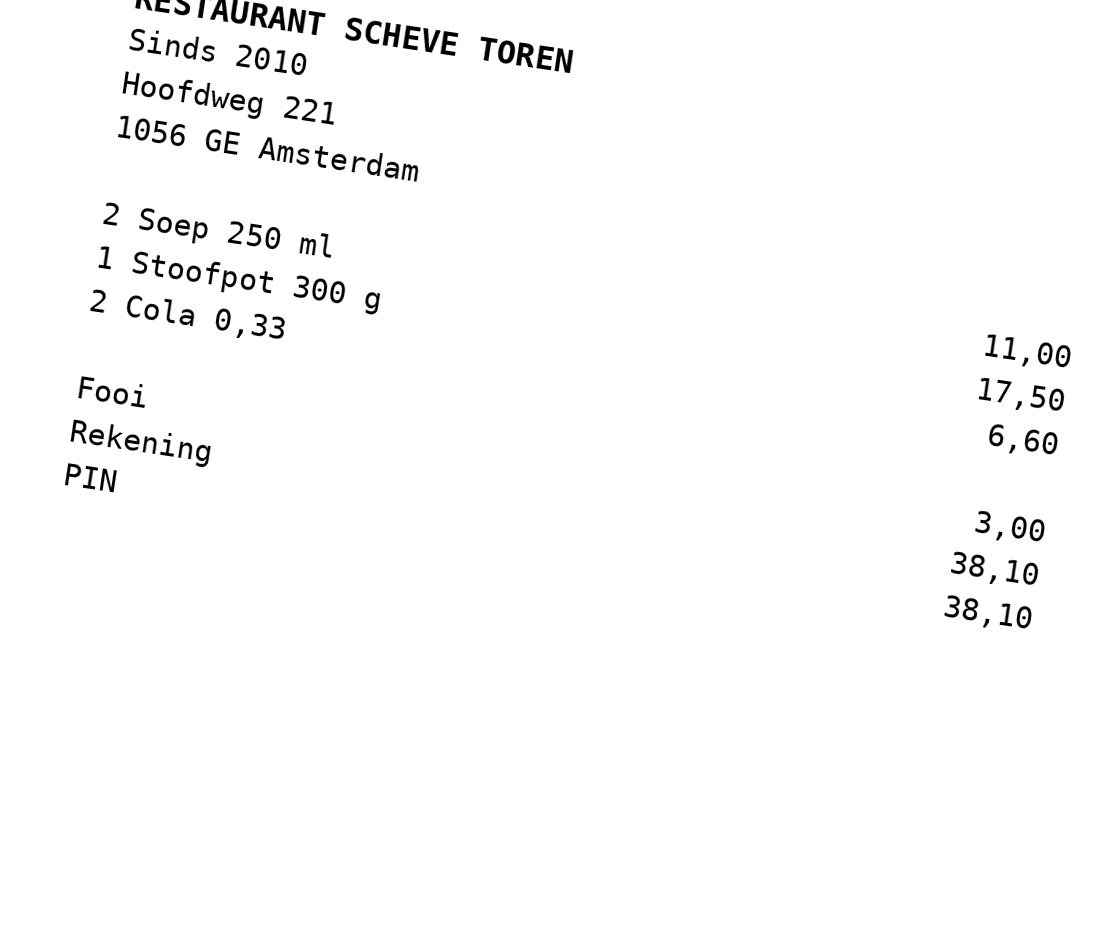 RESTAURANT SCHEVE TOREN
Sinds 2010
Hoofdweg 221
1056 GE Amsterdam
2 Soep 250 ml 11,00
1 Stoofpot 300 g 17,50
2 Cola 0,33 6,60
Fooi 3,00
Rekening 38,10
PIN 38,10